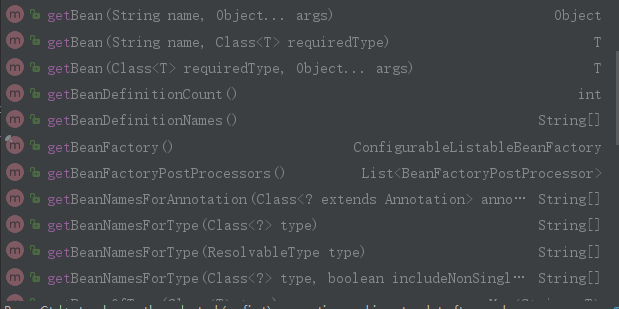 getBean(String name, Object... args) Object
getBean(String name, Class<T> requiredType) T
getBean(Class<T> requiredType, Object... args) T
getBeanDefinitionCount() int
getBeanDefinitionNames() String[]
getBeanFactory() ConfigurableListableBeanFactory
getBeanFactoryPostProcessors() List<BeanFactoryPostProcessor>
getBeanNamesForAnnotation(Class<? extends Annotation> anno… String[]
getBeanNamesForType(Class<?> type) String[]
getBeanNamesForType(ResolvableType type) String[]
getBeanNamesForType(Class<?> type, boolean includeNonSingl… String[]